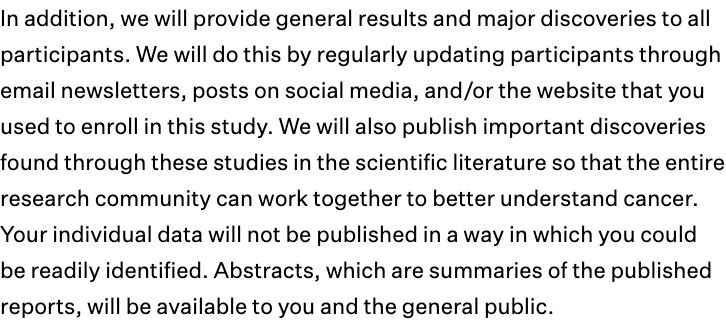 In addition, we will provide general results and major discoveries to all
participants. We will do this by regularly updating participants through
email newsletters, posts on social media, and/or the website that you
used to enroll in this study. We will also publish important discoveries
found through these studies in the scientific literature so that the entire
research community can work together to better understand cancer.
Your individual data will not be published in a way in which you could
be readily identified. Abstracts, which are summaries of the published
reports, will be available to you and the general public.